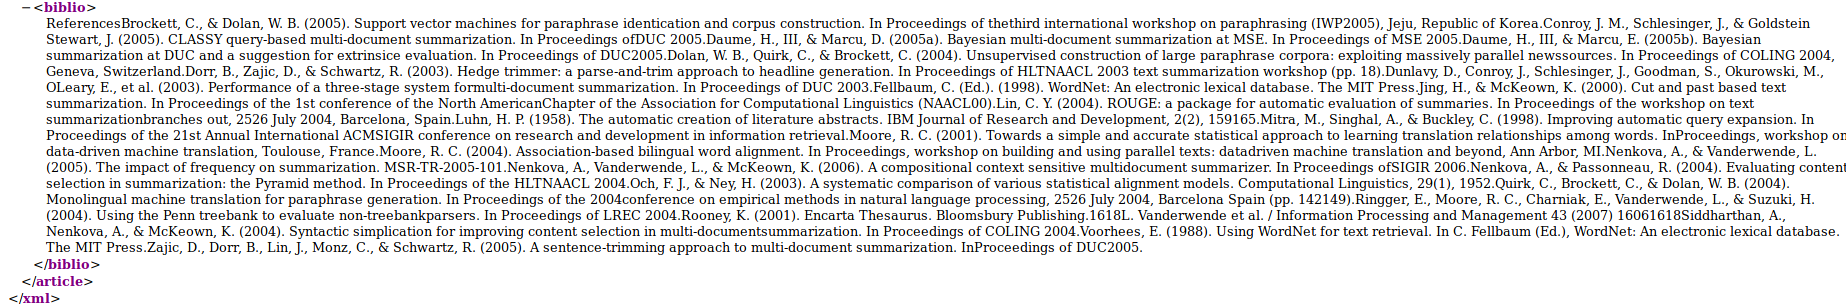 −<biblio>
ReferencesBrockett, C., & Dolan, W. B. (2005). Support vector machines for paraphrase identification and corpus construction. In Proceedings of thethird international workshop on paraphrasing (IWP2005), Jeju, Republic of Korea.Conroy, J. M., Schlesinger, J., & Goldstein
Stewart, J. (2005). CLASSY query-based multi-document summarization. In Proceedings ofDUC 2005.Daume, H., III, & Marcu, D. (2005a). Bayesian multi-document summarization at MSE. In Proceedings of MSE 2005.Daume, H., III, & Marcu, E. (2005b). Bayesian
summarization at DUC and a suggestion for extrinsice evaluation. In Proceedings of DUC2005.Dolan, W. B., Quirk, C., & Brockett, C. (2004). Unsupervised construction of large paraphrase corpora: exploiting massively parallel newssources. In Proceedings of COLING 2004,
Geneva, Switzerland.Dorr, B., Zajic, D., & Schwartz, R. (2003). Hedge trimmer: a parse-and-trim approach to headline generation. In Proceedings of HLTNAACL 2003 text summarization workshop (pp. 18).Dunlavy, D., Conroy, J., Schlesinger, J., Goodman, S., Okurowski, M.,
OLeary, E., et al. (2003). Performance of a three-stage system formulti-document summarization. In Proceedings of DUC 2003.Fellbaum, C. (Ed.). (1998). WordNet: An electronic lexical database. The MIT Press.Jing, H., & McKeown, K. (2000). Cut and past based text
summarization. In Proceedings of the 1st conference of the North AmericanChapter of the Association for Computational Linguistics (NAACL00).Lin, C. Y. (2004). ROUGE: a package for automatic evaluation of summaries. In Proceedings of the workshop on text
summarizationbranches out, 2526 July 2004, Barcelona, Spain.Luhn, H. P. (1958). The automatic creation of literature abstracts. IBM Journal of Research and Development, 2(2), 159165.Mitra, M., Singhal, A., & Buckley, C. (1998). Improving automatic query expansion. In
Proceedings of the 21st Annual International ACMSIGIR conference on research and development in information retrieval.Moore, R. C. (2001). Towards a simple and accurate statistical approach to learning translation relationships among words. InProceedings, workshop on
data-driven machine translation, Toulouse, France.Moore, R. C. (2004). Association-based bilingual word alignment. In Proceedings, workshop on building and using parallel texts: datadriven machine translation and beyond, Ann Arbor, MI.Nenkova, A., & Vanderwende, L.
(2005). The impact of frequency on summarization. MSR-TR-2005-101.Nenkova, A., Vanderwende, L., & McKeown, K. (2006). A compositional context sensitive multidocument summarizer. In Proceedings ofSIGIR 2006.Nenkova, A., & Passonneau, R. (2004). Evaluating content
selection in summarization: the Pyramid method. In Proceedings of the HLTNAACL 2004.Och, F. J., & Ney, H. (2003). A systematic comparison of various statistical alignment models. Computational Linguistics, 29(1), 1952.Quirk, C., Brockett, C., & Dolan, W. B. (2004).
Monolingual machine translation for paraphrase generation. In Proceedings of the 2004conference on empirical methods in natural language processing, 2526 July 2004, Barcelona Spain (pp. 142149).Ringger, E., Moore, R. C., Charniak, E., Vanderwende, L., & Suzuki, H.
(2004). Using the Penn treebank to evaluate non-treebankparsers. In Proceedings of LREC 2004.Rooney, K. (2001). Encarta Thesaurus. Bloomsbury Publishing.1618L. Vanderwende et al. / Information Processing and Management 43 (2007) 16061618Siddharthan, A.,
Nenkova, A., & McKeown, K. (2004). Syntactic simplication for improving content selection in multi-documentsummarization. In Proceedings of COLING 2004.Voorhees, E. (1988). Using WordNet for text retrieval. In C. Fellbaum (Ed.), WordNet: An electronic lexical database.
The MIT Press.Zajic, D., Dorr, B., Lin, J., Monz, C., & Schwartz, R. (2005). A sentence-trimming approach to multi-document summarization. InProceedings of DUC2005.
</biblio>
</article>
</xml>